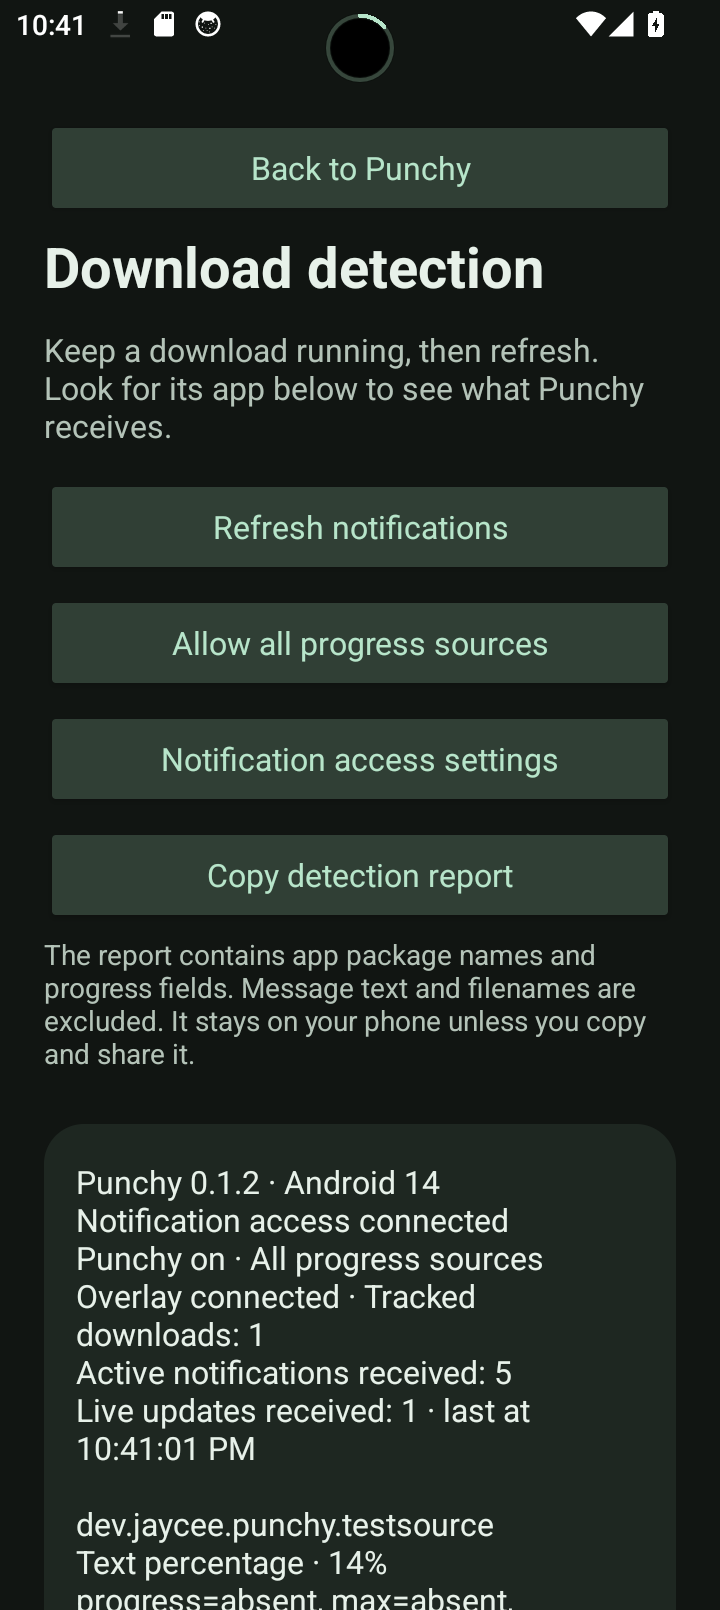 10:41
Back to Punchy
Download detection
Keep a download running, then refresh.
Look for its app below to see what Punchy
receives.
Refresh notifications
Allow all progress sources
Notification access settings
Copy detection report
The report contains app package names and
progress fields. Message text and filenames are
excluded. It stays on your phone unless you copy
and share it.
Punchy 0.1.2 · Android 14
Notification access connected
Punchy on · All progress sources
Overlay connected · Tracked
downloads: 1
Active notifications received: 5
Live updates received: 1 · last at
10:41:01 PM
dev.jaycee.punchy.testsource
Text percentage · 14%
progress=absent, max=absent,